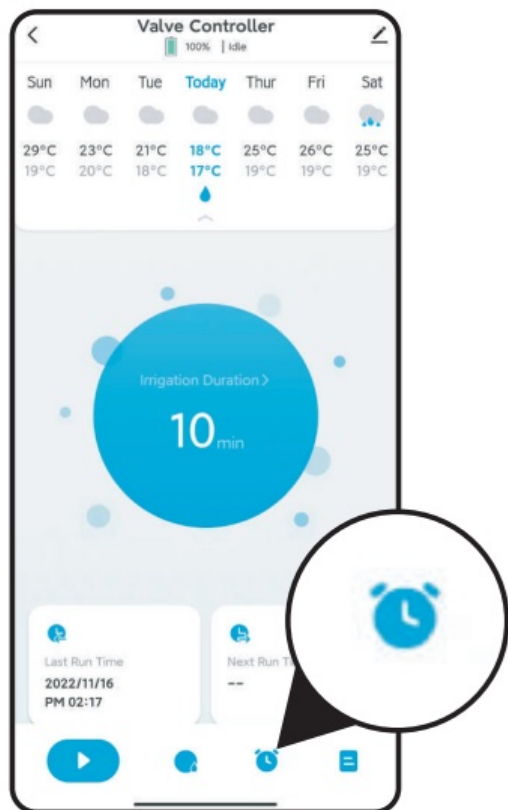 Valve Controller
100% | Idle
Sun Mon Tue Today Thur Fri Sat
29°C 23°C 21°C 18°C 25°C 26°C 25°C
19°C 20°C 18°C 17°C 19°C 19°C 19°C
Irrigation Duration >
10 min
Last Run Time
2022/11/16
PM 02:17
Next Run T
--